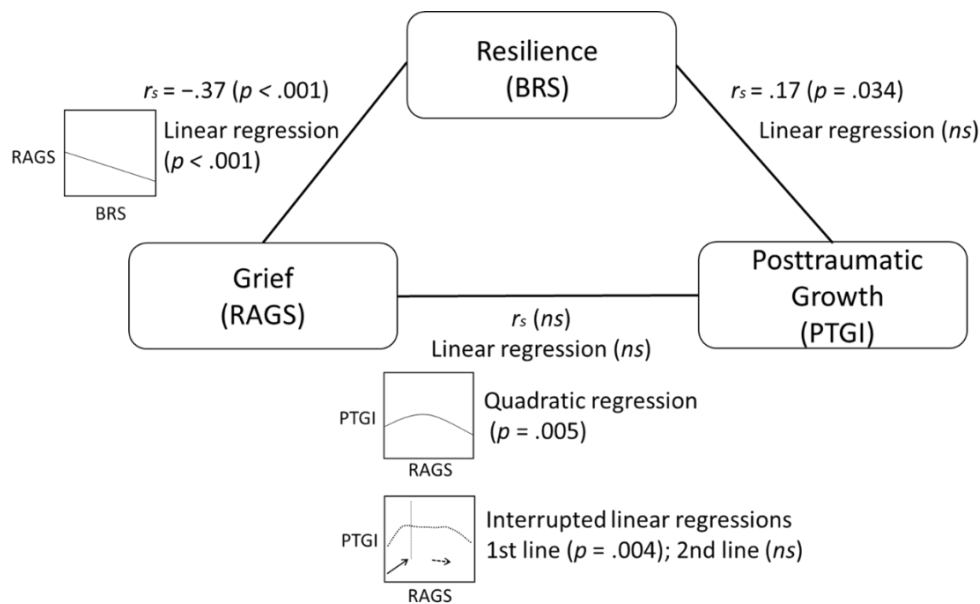 Resilience
(BRS)
rs = –.37 (p < .001)
Linear regression
(p < .001)
RAGS
BRS
rs = .17 (p = .034)
Linear regression (ns)
Grief
(RAGS)
Posttraumatic
Growth
(PTGI)
rs (ns)
Linear regression (ns)
PTGI
RAGS
Quadratic regression
(p = .005)
PTGI
RAGS
Interrupted linear regressions
1st line (p = .004); 2nd line (ns)